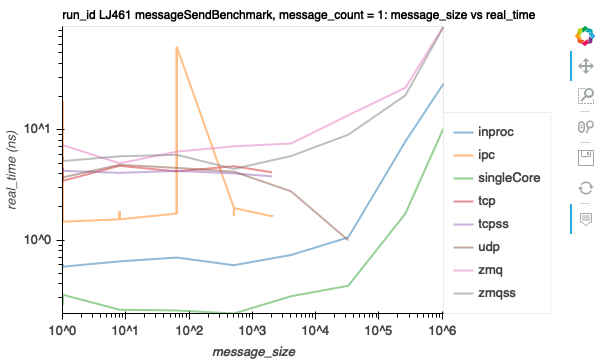 run_id LJ461 messageSendBenchmark, message_count = 1: message_size vs real_time
real_time (ns)
10^1
10^0
10^0 10^1 10^2 10^3 10^4 10^5 10^6
message_size
inproc
ipc
singleCore
tcp
tcpss
udp
zmq
zmqss